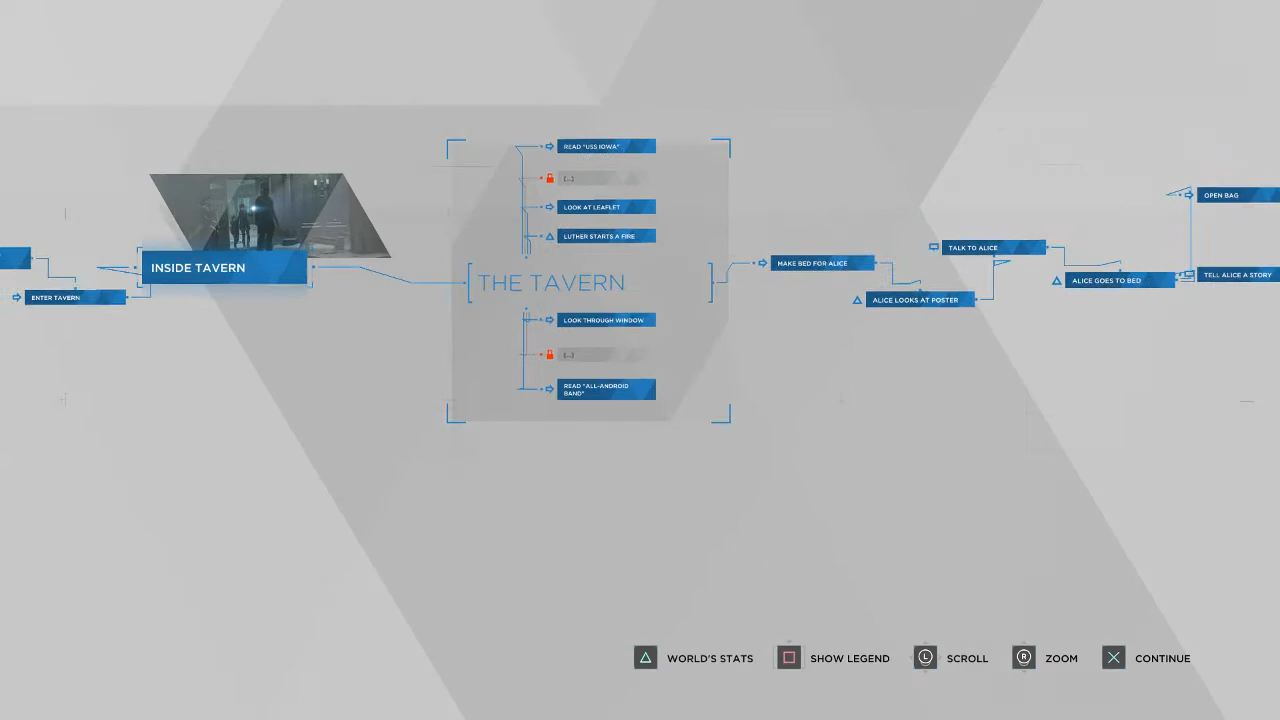 READ "USS IOWA"
[...]
LOOK AT LEAFLET
LUTHER STARTS A FIRE
OPEN BAG
INSIDE TAVERN
ENTER TAVERN
THE TAVERN
MAKE BED FOR ALICE
ALICE LOOKS AT POSTER
TALK TO ALICE
ALICE GOES TO BED
TELL ALICE A STORY
LOOK THROUGH WINDOW
[...]
READ "ALL-ANDROID
BAND"
WORLD'S STATS
SHOW LEGEND
L
SCROLL
R
ZOOM
CONTINUE